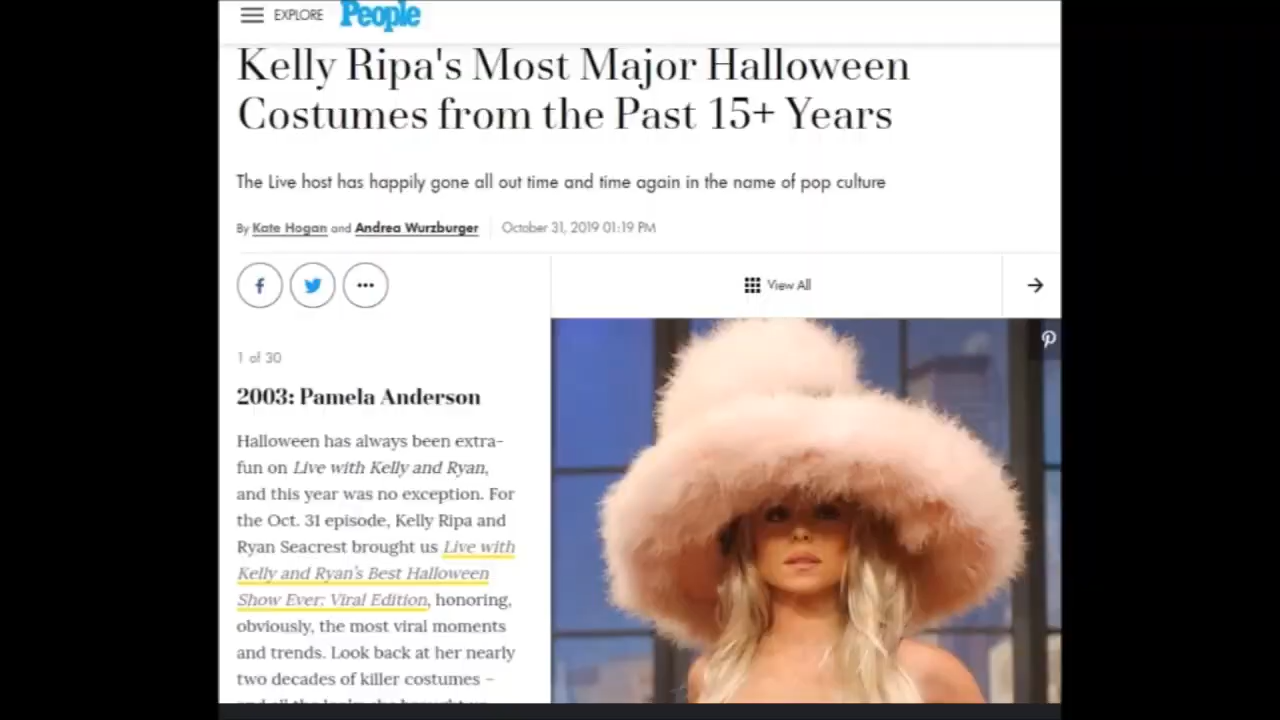 EXPLORE People
Kelly Ripa's Most Major Halloween
Costumes from the Past 15+ Years
The Live host has happily gone all out time and time again in the name of pop culture
By Kate Hogan and Andrea Wurzburger October 31, 2019 01:19 PM
View All
1 of 30
2003: Pamela Anderson
Halloween has always been extra-
fun on Live with Kelly and Ryan,
and this year was no exception. For
the Oct. 31 episode, Kelly Ripa and
Ryan Seacrest brought us Live with
Kelly and Ryan's Best Halloween
Show Ever: Viral Edition, honoring,
obviously, the most viral moments
and trends. Look back at her nearly
two decades of killer costumes –